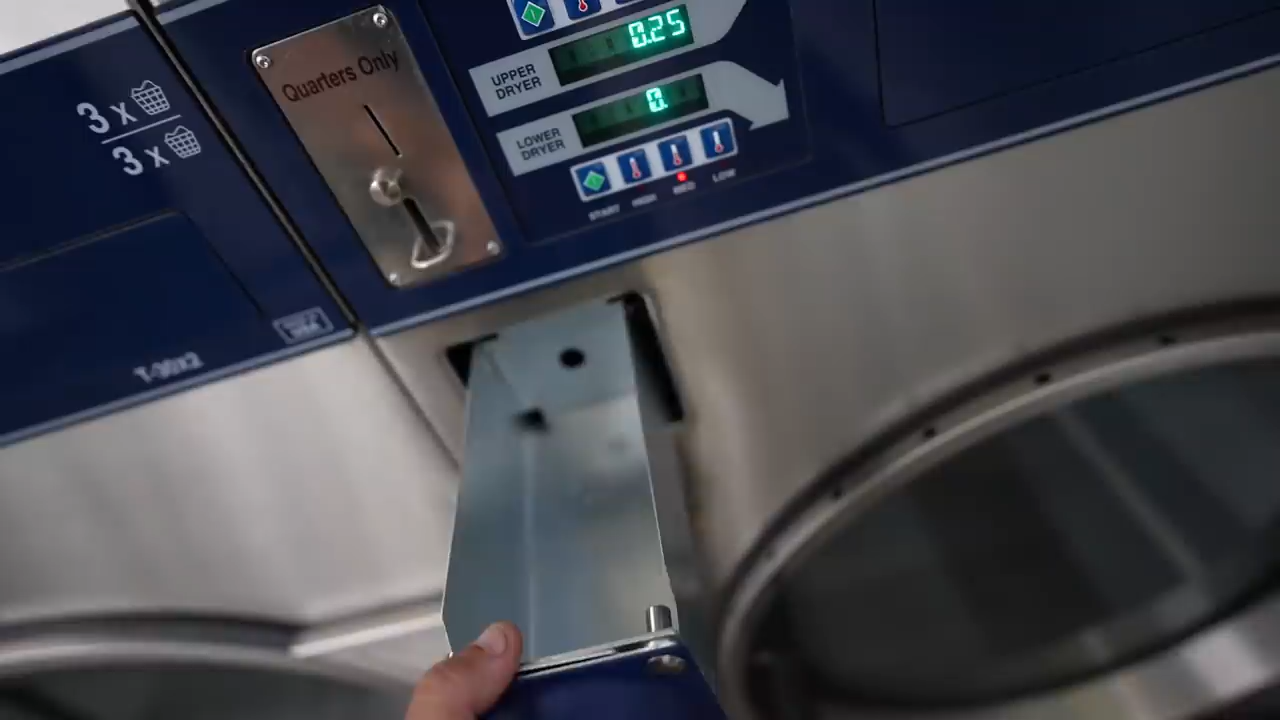 3 x
3 x
T-30x2
Quarters Only
0.25
UPPER
DRYER
0.
LOWER
DRYER
START HIGH MED LOW